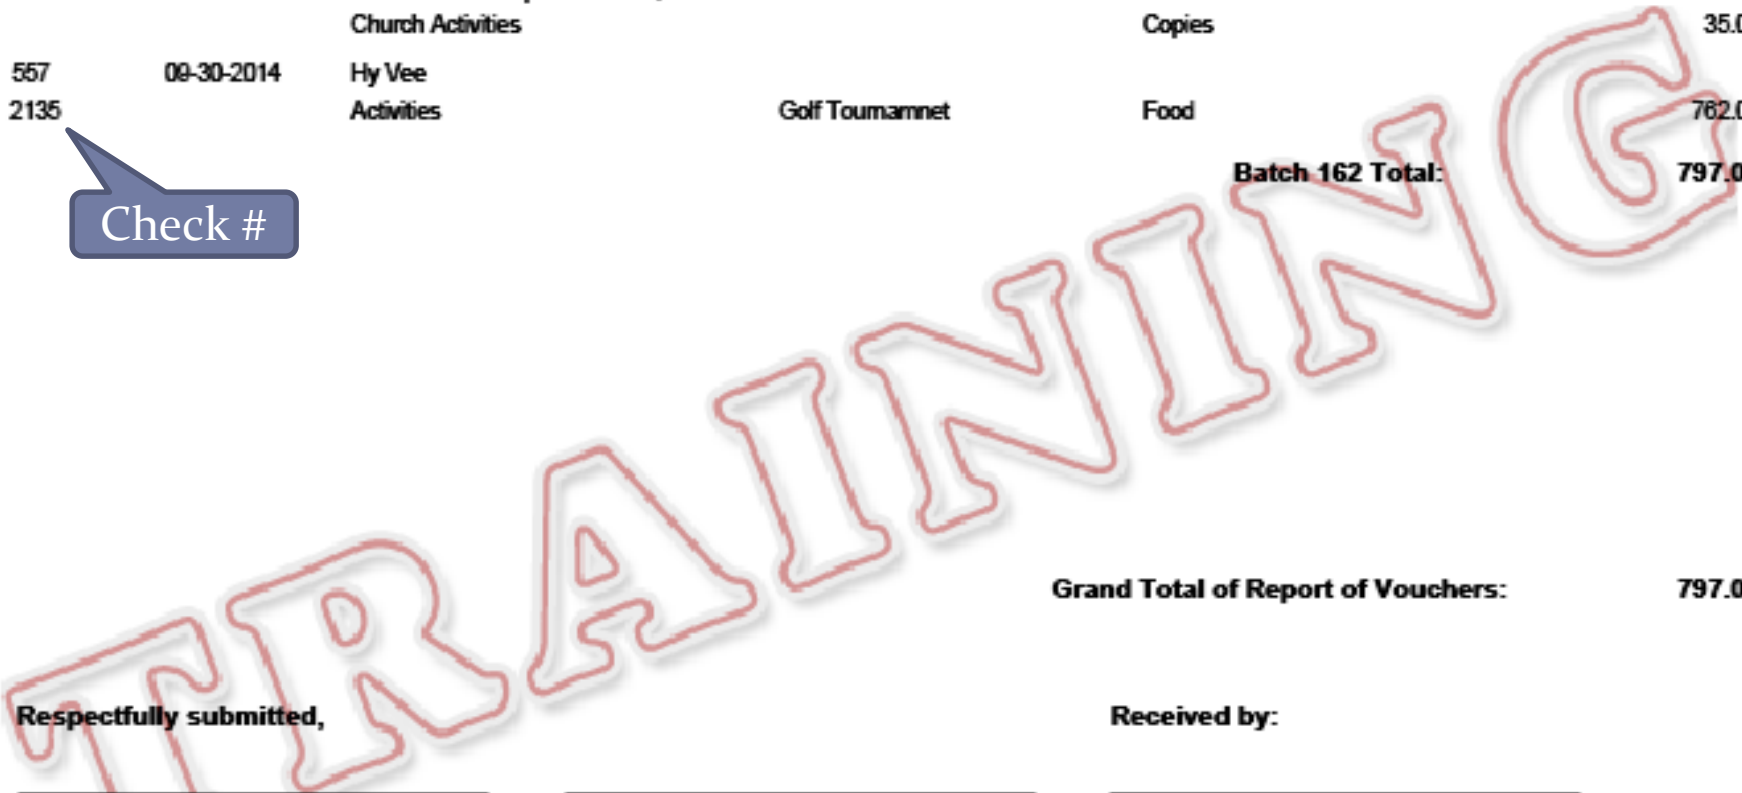 Church Activities Copies 35.0
557 09-30-2014 Hy Vee
2135 Activities Golf Tournamnet Food 762.0
Batch 162 Total: 797.0
Check #
TRAINING
Grand Total of Report of Vouchers: 797.0
Respectfully submitted, Received by: